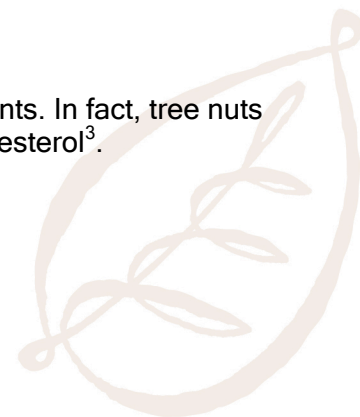 nts. In fact, tree nuts
esterol³.